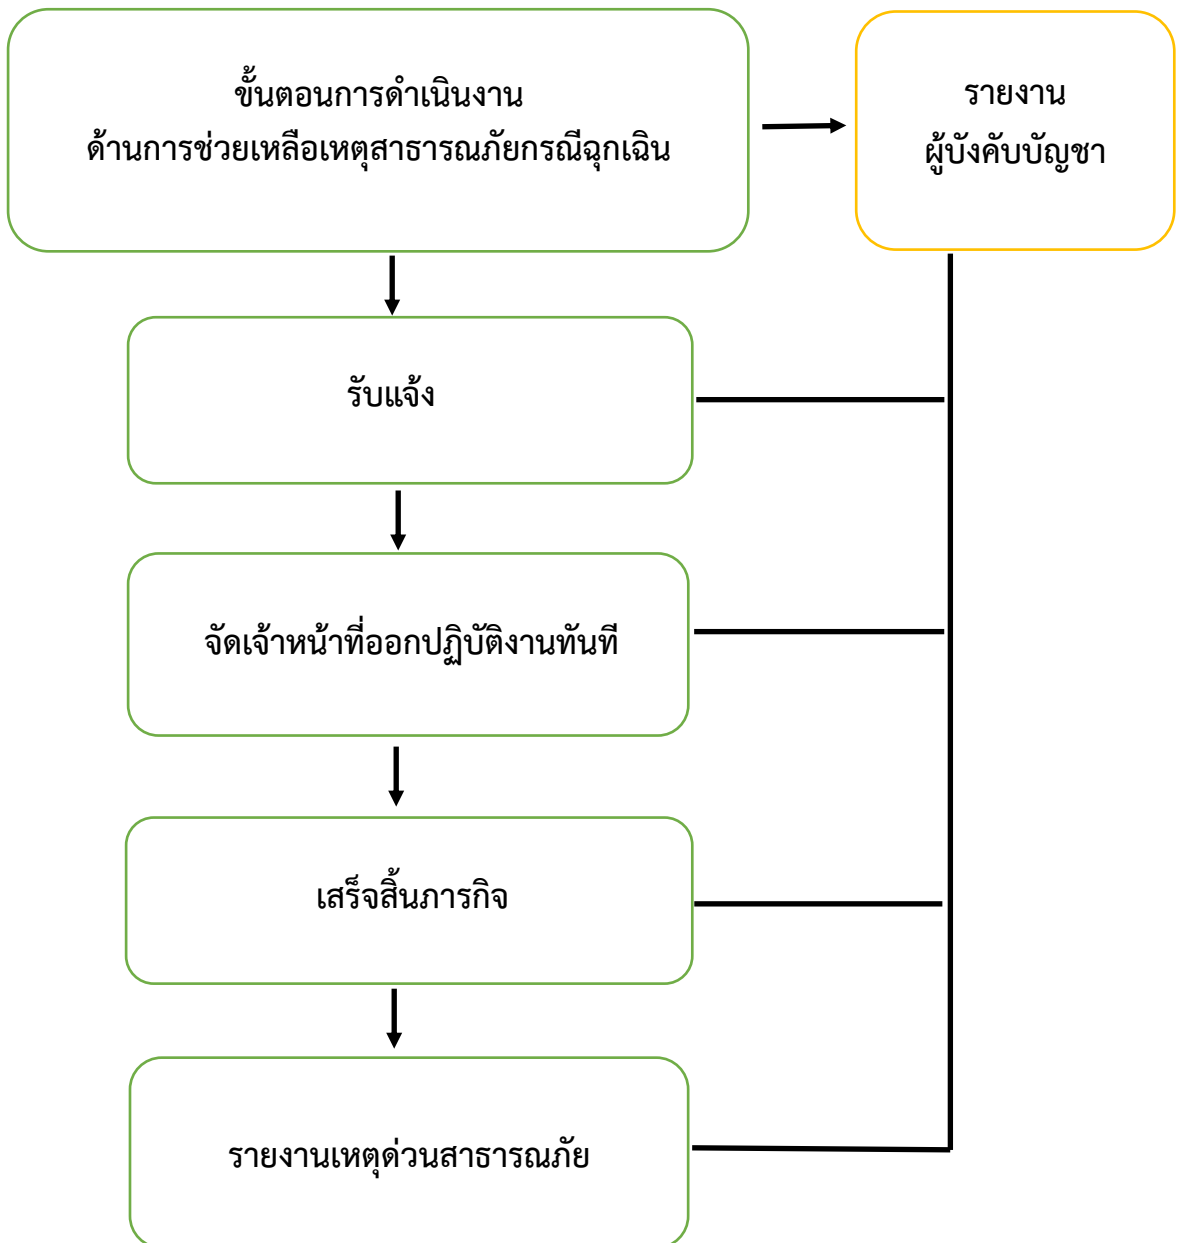 ขั้นตอนการดำเนินงาน
ด้านการช่วยเหลือเหตุสาธารณภัยกรณีฉุกเฉิน
รายงาน
ผู้บังคับบัญชา
รับแจ้ง
จัดเจ้าหน้าที่ออกปฏิบัติงานทันที
เสร็จสิ้นภารกิจ
รายงานเหตุด่วนสาธารณภัย